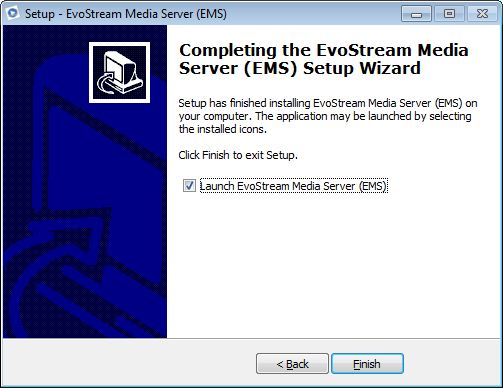 Setup - EvoStream Media Server (EMS)
Completing the EvoStream Media
Server (EMS) Setup Wizard
Setup has finished installing EvoStream Media Server (EMS) on
your computer. The application may be launched by selecting
the installed icons.
Click Finish to exit Setup.
Launch EvoStream Media Server (EMS)
< Back
Finish